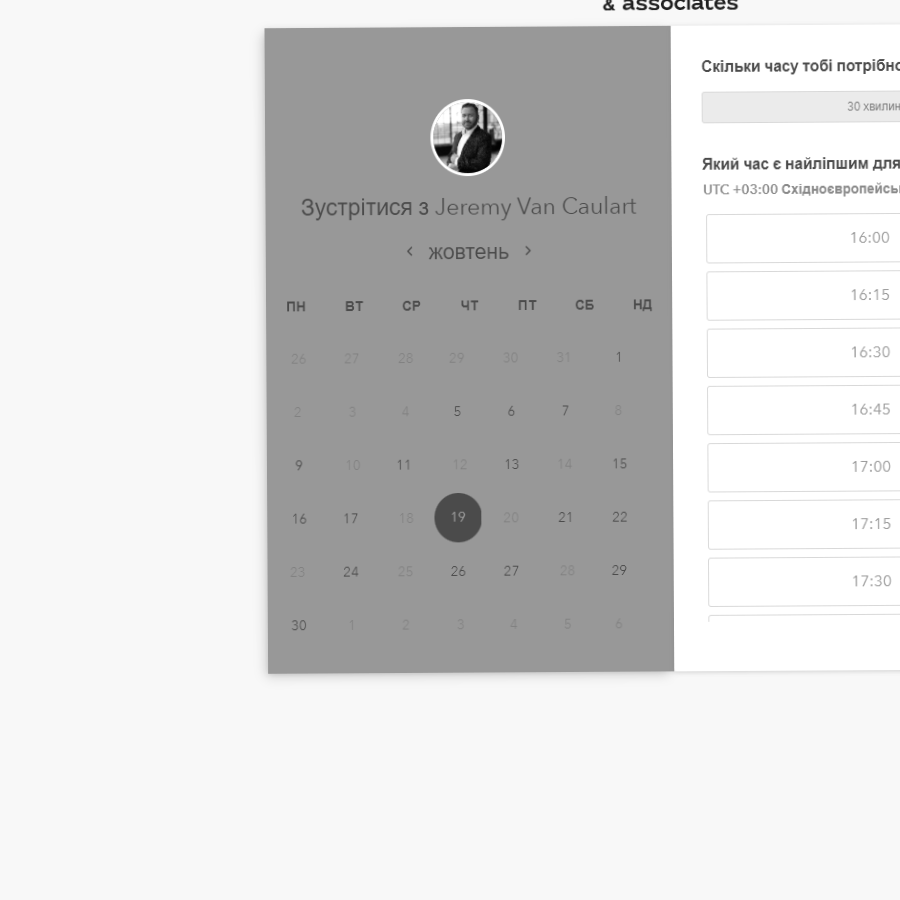 & associates
Зустрітися з Jeremy Van Caulart
жовтень
ПН ВТ СР ЧТ ПТ СБ НД
26 27 28 29 30 31 1
2 3 4 5 6 7 8
9 10 11 12 13 14 15
16 17 18 19 20 21 22
23 24 25 26 27 28 29
30 1 2 3 4 5 6
Скільки часу тобі потрібно
30 хвилин
Який час є найліпшим для
UTC +03:00 Східноєвропейсь
16:00
16:15
16:30
16:45
17:00
17:15
17:30